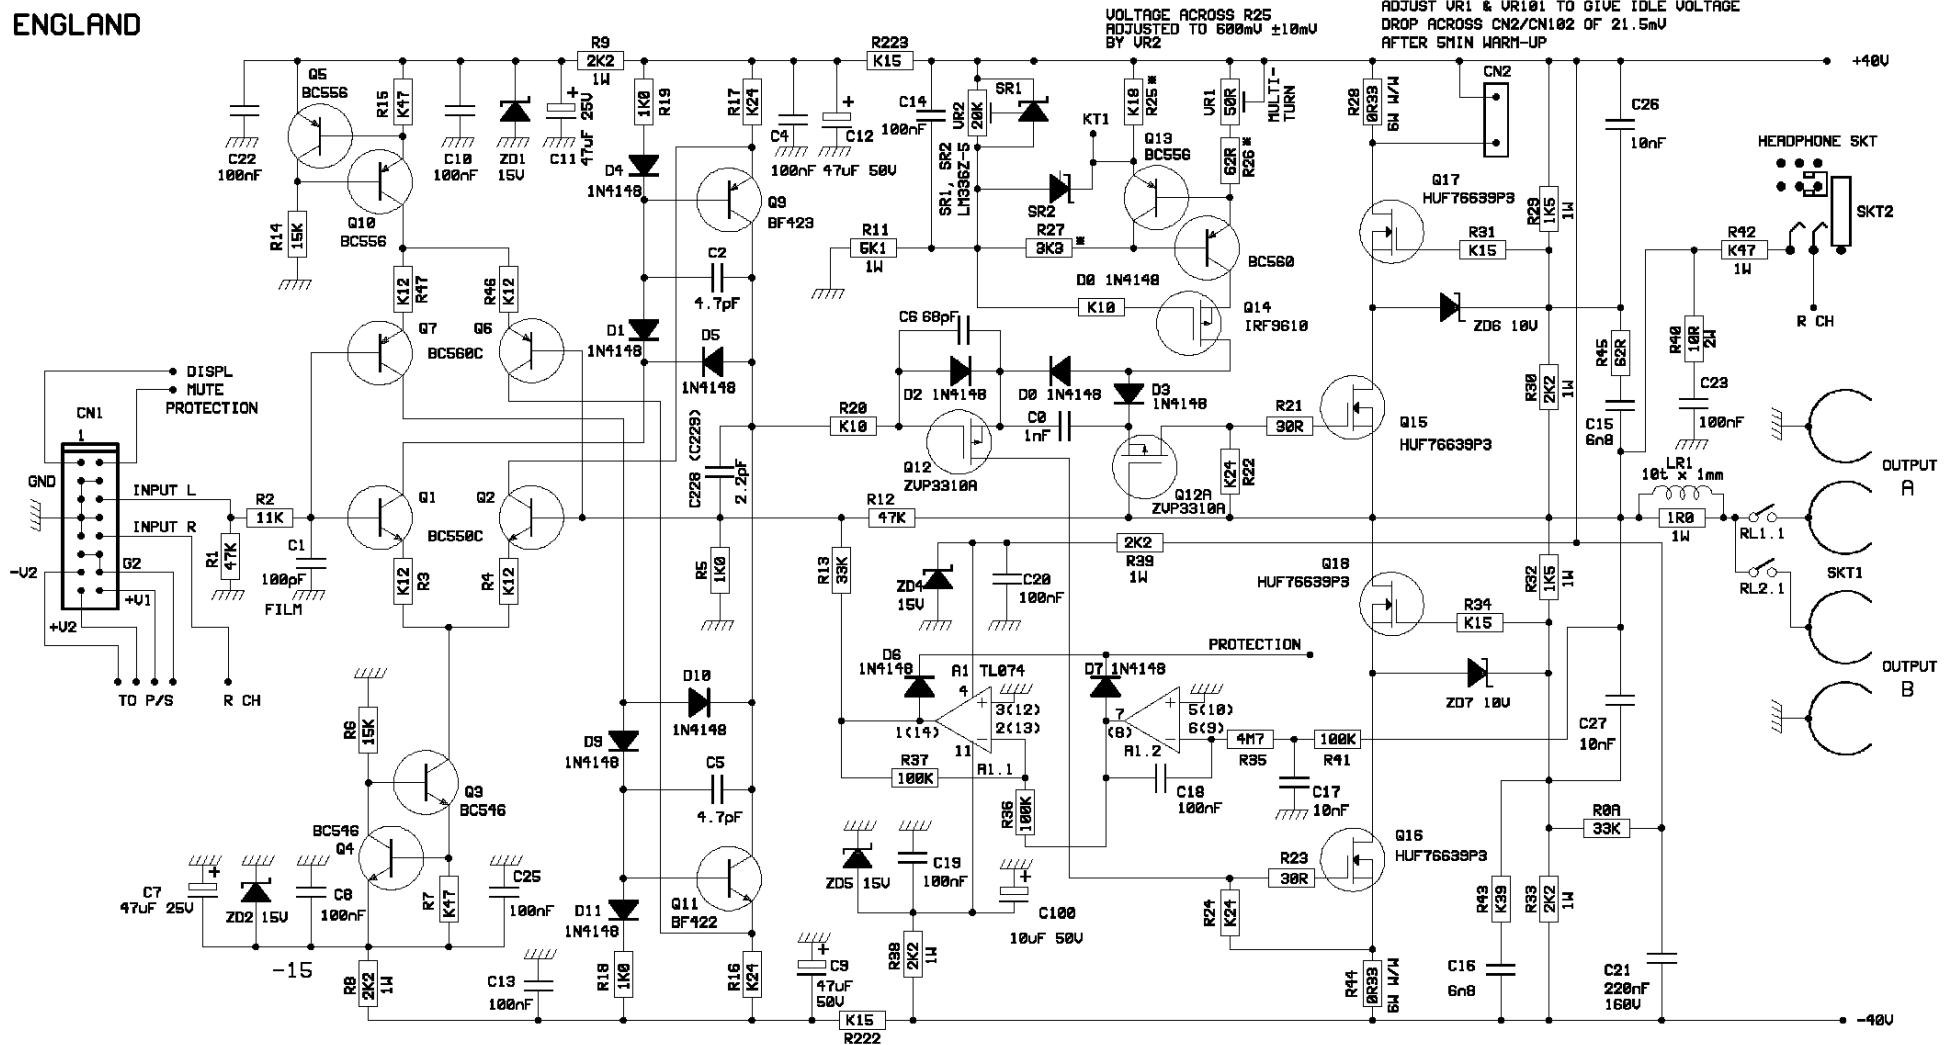 ENGLAND
VOLTAGE ACROSS R25
ADJUSTED TO 600mV ±10mV
BY VR2
ADJUST VR1 & VR101 TO GIVE IDLE VOLTAGE
DROP ACROSS CN2/CN102 OF 21.5mV
AFTER 5MIN WARM-UP
R9
2K2
1W
R223
K15
+40V
Q5
BC556
R15
K47
C22
100nF
C10
100nF
ZD1
15V
C11
47uF 25V
+
1K0
R19
R17
K24
C4
100nF
C12
47uF 50V
+
C14
100nF
VR2
20K
SR1
SR1, SR2
LM336Z-5
KT1
K18
R25*
VR1
50R
MULTI-
TURN
62R
R26*
R28
0R33
6W W/W
CN2
C26
10nF
HEADPHONE SKT
SKT2
R14
15K
Q10
BC556
D4
1N4148
Q9
BF423
R11
6K1
1W
SR2
R27
3K3
*
Q13
BC556
BC560
Q17
HUF76639P3
R29
1K5
1W
R31
K15
R42
K47
1W
R CH
K12
R47
R46
K12
C2
4.7pF
D0 1N4148
K10
Q14
IRF9610
ZD6 10V
R45
62R
R40
10R
2W
Q7
BC560C
Q6
D1
1N4148
D5
1N4148
C6 68pF
D2 1N4148
D0 1N4148
D3
1N4148
C0
1nF
R30
2K2
1W
C23
100nF
C15
6n8
DISPL
MUTE
PROTECTION
CN1
1
GND
INPUT L
INPUT R
-V2
G2
+V1
+V2
TO P/S
R CH
R2
11K
R1
47K
C1
100pF
FILM
Q1
BC550C
Q2
K12
R3
R4
K12
C228 (C229)
2.2pF
R20
K10
Q12
ZVP3310A
Q12A
ZVP3310A
R21
30R
K24
R22
Q15
HUF76639P3
R12
47K
LR1
10t x 1mm
1R0
1W
RL1.1
RL2.1
SKT1
OUTPUT
A
OUTPUT
B
R5
1K0
R13
33K
ZD4
15V
C20
100nF
2K2
R39
1W
Q18
HUF76639P3
R32
1K5
1W
R34
K15
PROTECTION
D6
1N4148
A1 TL074
4
+
3(12)
2(13)
-
1(14)
11
A1.1
D7 1N4148
7
(8)
+
5(10)
6(9)
-
A1.2
ZD7 10V
R6
15K
D10
1N4148
D9
1N4148
C5
4.7pF
R37
100K
R36
100K
C18
100nF
4M7
R35
100K
R41
C17
10nF
C27
10nF
Q3
BC546
BC546
Q4
C7
47uF 25V
+
ZD2 15V
C8
100nF
R7
K47
C25
100nF
-15
R8
2K2
1W
C13
100nF
D11
1N4148
Q11
BF422
R18
1K0
R16
K24
C9
47uF
50V
+
ZD5 15V
C19
100nF
+
C100
10uF 50V
R38
2K2
1W
K15
R222
R23
30R
R24
K24
Q16
HUF76639P3
R44
0R33
6W W/W
R43
K39
R33
2K2
1W
R0A
33K
C16
6n8
C21
220nF
160V
-40V